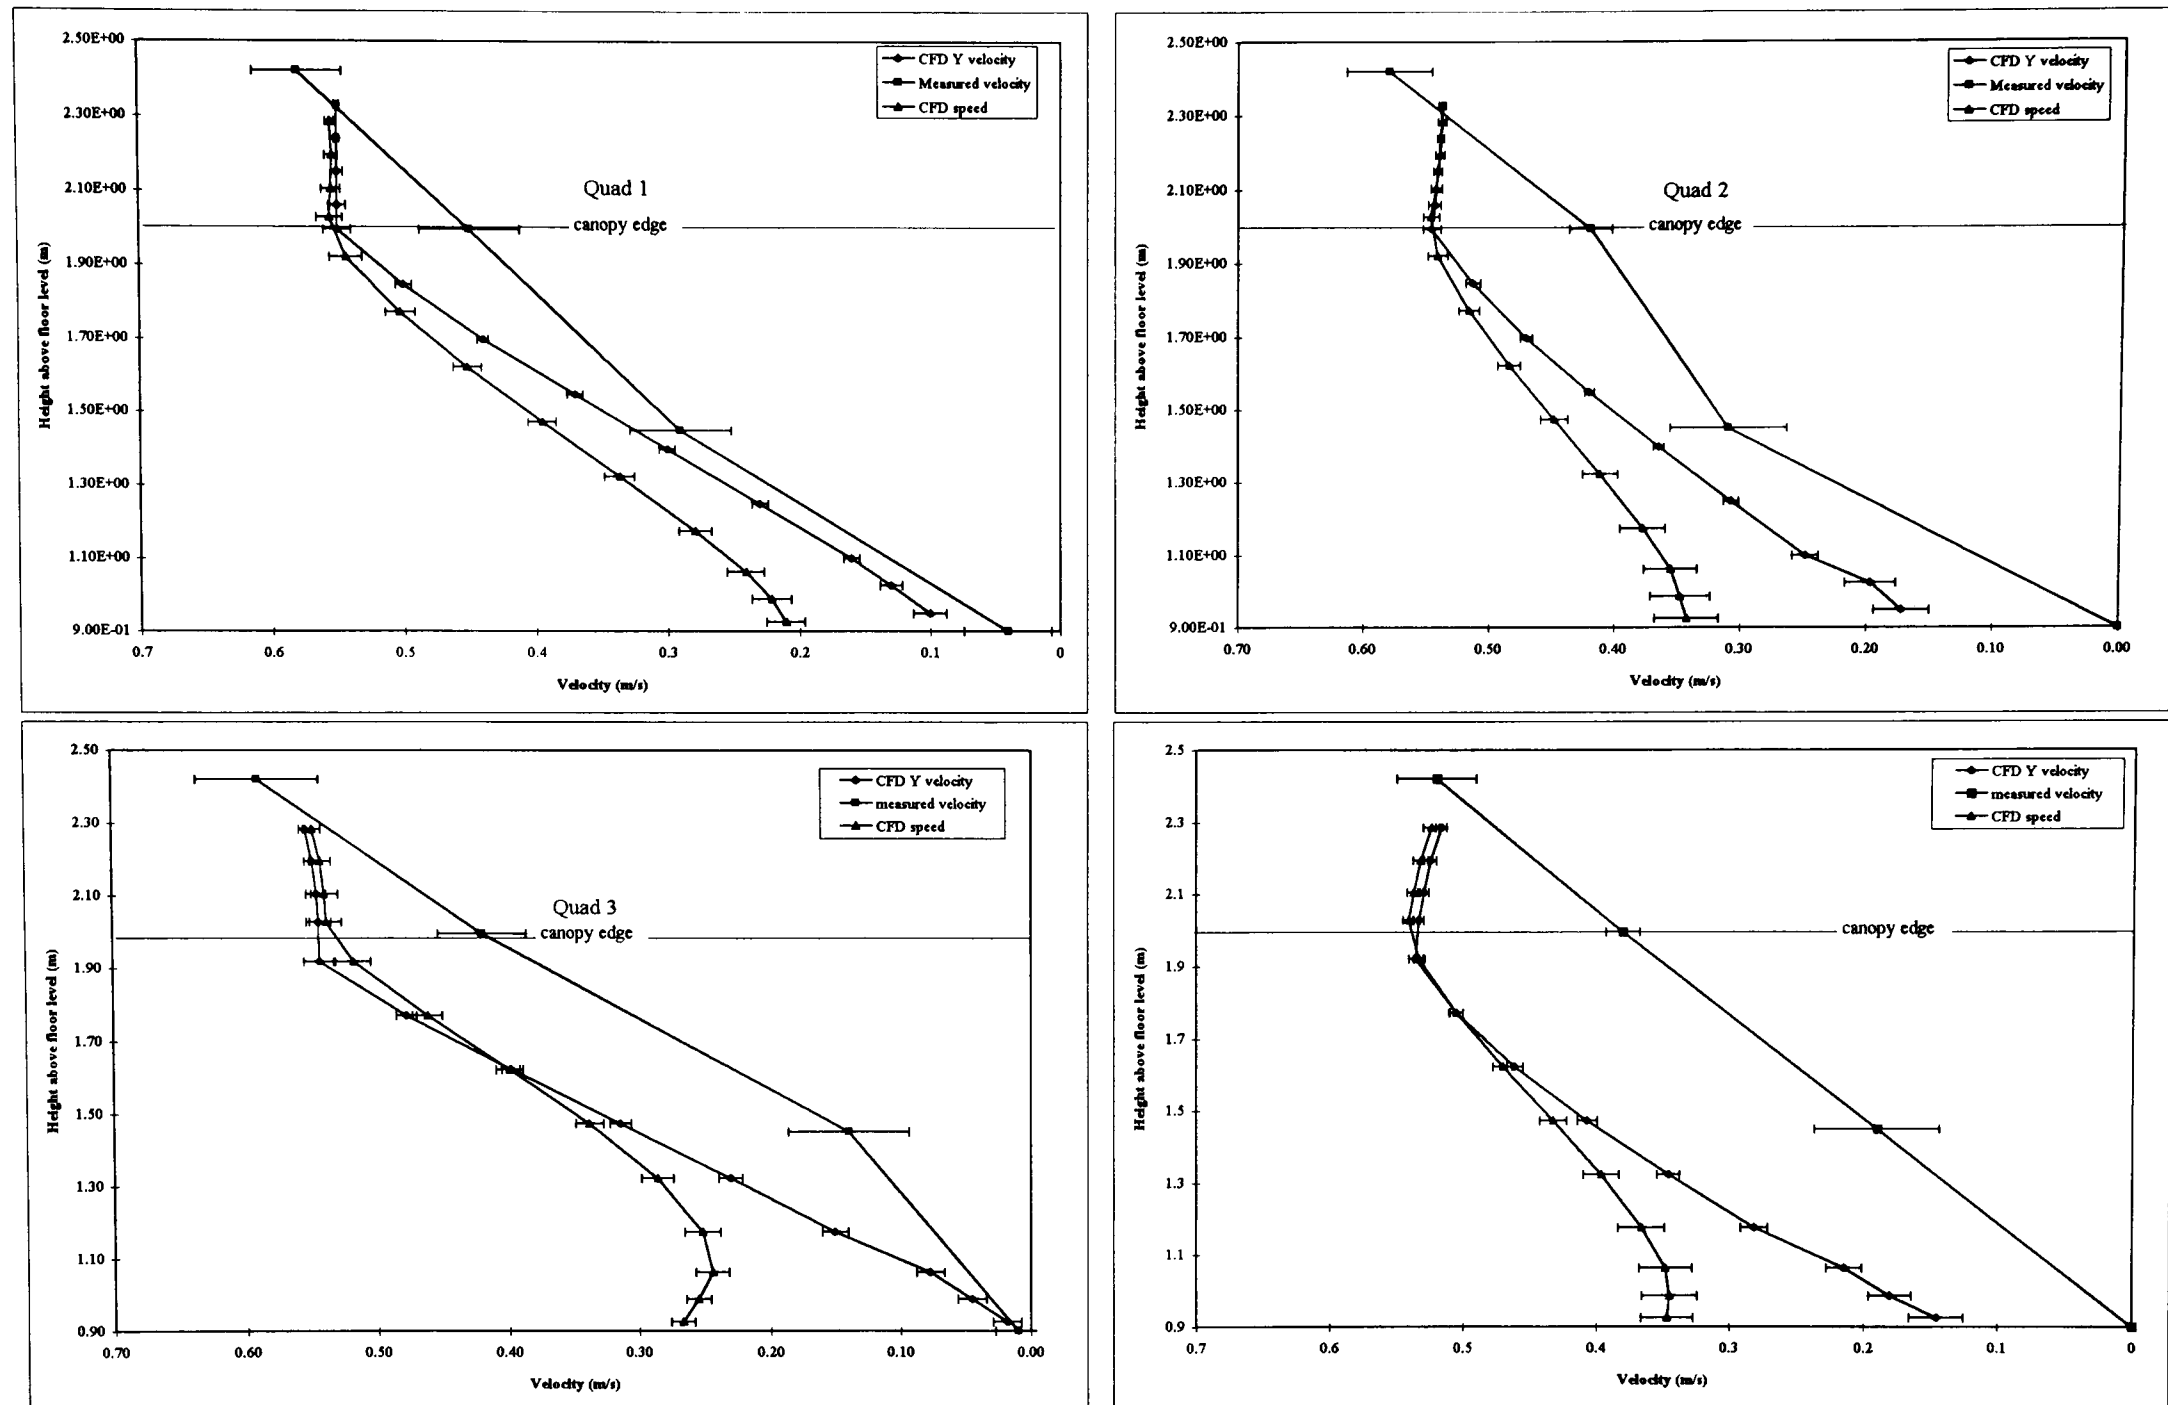 2.50E+00
2.30E+00
2.10E+00
1.90E+00
1.70E+00
1.50E+00
1.30E+00
1.10E+00
9.00E-01
Height above floor level (m)
CFD Y velocity
Measured velocity
CFD speed
Quad 1
canopy edge
0.7 0.6 0.5 0.4 0.3 0.2 0.1 0
Velocity (m/s)
2.50E+00
2.30E+00
2.10E+00
1.90E+00
1.70E+00
1.50E+00
1.30E+00
1.10E+00
9.00E-01
Height above floor level (m)
CFD Y velocity
Measured velocity
CFD speed
Quad 2
canopy edge
0.70 0.60 0.50 0.40 0.30 0.20 0.10 0.00
Velocity (m/s)
2.50
2.30
2.10
1.90
1.70
1.50
1.30
1.10
0.90
Height above floor level (m)
CFD Y velocity
measured velocity
CFD speed
Quad 3
canopy edge
0.70 0.60 0.50 0.40 0.30 0.20 0.10 0.00
Velocity (m/s)
2.5
2.3
2.1
1.9
1.7
1.5
1.3
1.1
0.9
Height above floor level (m)
CFD Y velocity
measured velocity
CFD speed
canopy edge
0.7 0.6 0.5 0.4 0.3 0.2 0.1 0
Velocity (m/s)